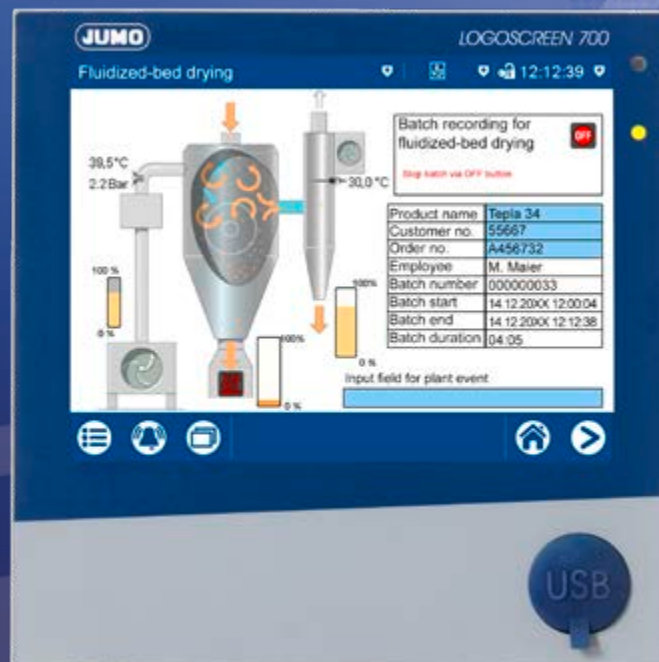 JUMO
LOGOSCREEN 700
Fluidized-bed drying
12:12:39
39,5°C
2.2 Bar
30,0 °C
100 %
0 %
100%
0 %
100%
0 %
Batch recording for
fluidized-bed drying
OFF
Stop batch via OFF button
Product name Tepla 34
Customer no. 55667
Order no. A456732
Employee M. Maier
Batch number 000000033
Batch start 14.12.20XX 12:00:04
Batch end 14.12.20XX 12:12:38
Batch duration 04:05
Input field for plant event
USB